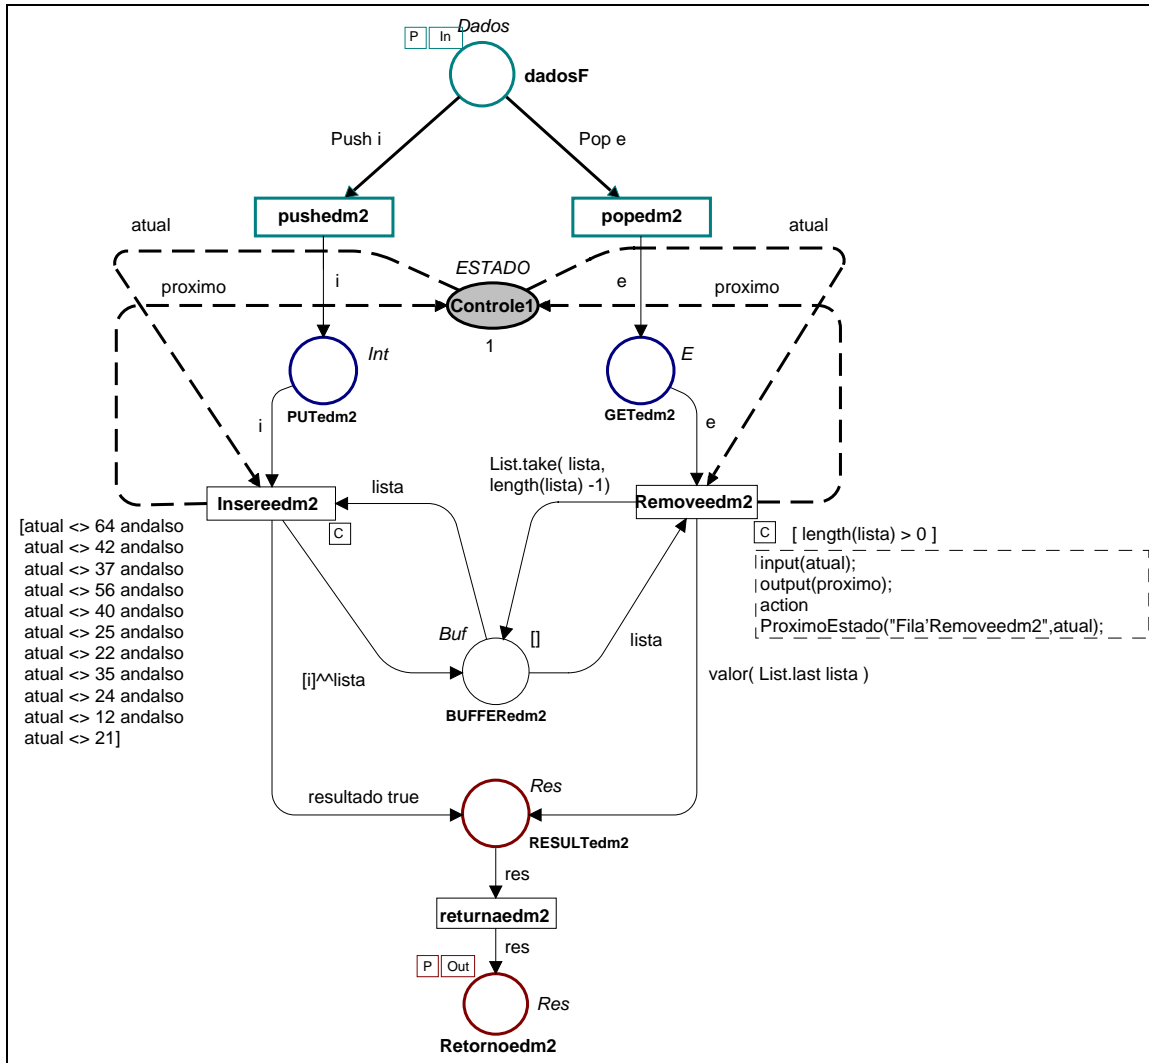 Dados
P In
dadosF
Push i
Pop e
pushedm2
popedm2
atual
atual
ESTADO
proximo
i
e
proximo
Controle1
1
Int
E
PUTedm2
GETedm2
i
e
List.take( lista,
length(lista) -1)
lista
Insereedm2
Removeedm2
C
C
[ length(lista) > 0 ]
[atual <> 64 andalso
atual <> 42 andalso
atual <> 37 andalso
atual <> 56 andalso
atual <> 40 andalso
atual <> 25 andalso
atual <> 22 andalso
atual <> 35 andalso
atual <> 24 andalso
atual <> 12 andalso
atual <> 21]
input(atual);
output(proximo);
action
ProximoEstado("Fila'Removeedm2",atual);
Buf
[]
lista
[i]^^lista
valor( List.last lista )
BUFFERedm2
Res
resultado true
RESULTedm2
res
returnaedm2
res
P Out
Res
Retornoedm2